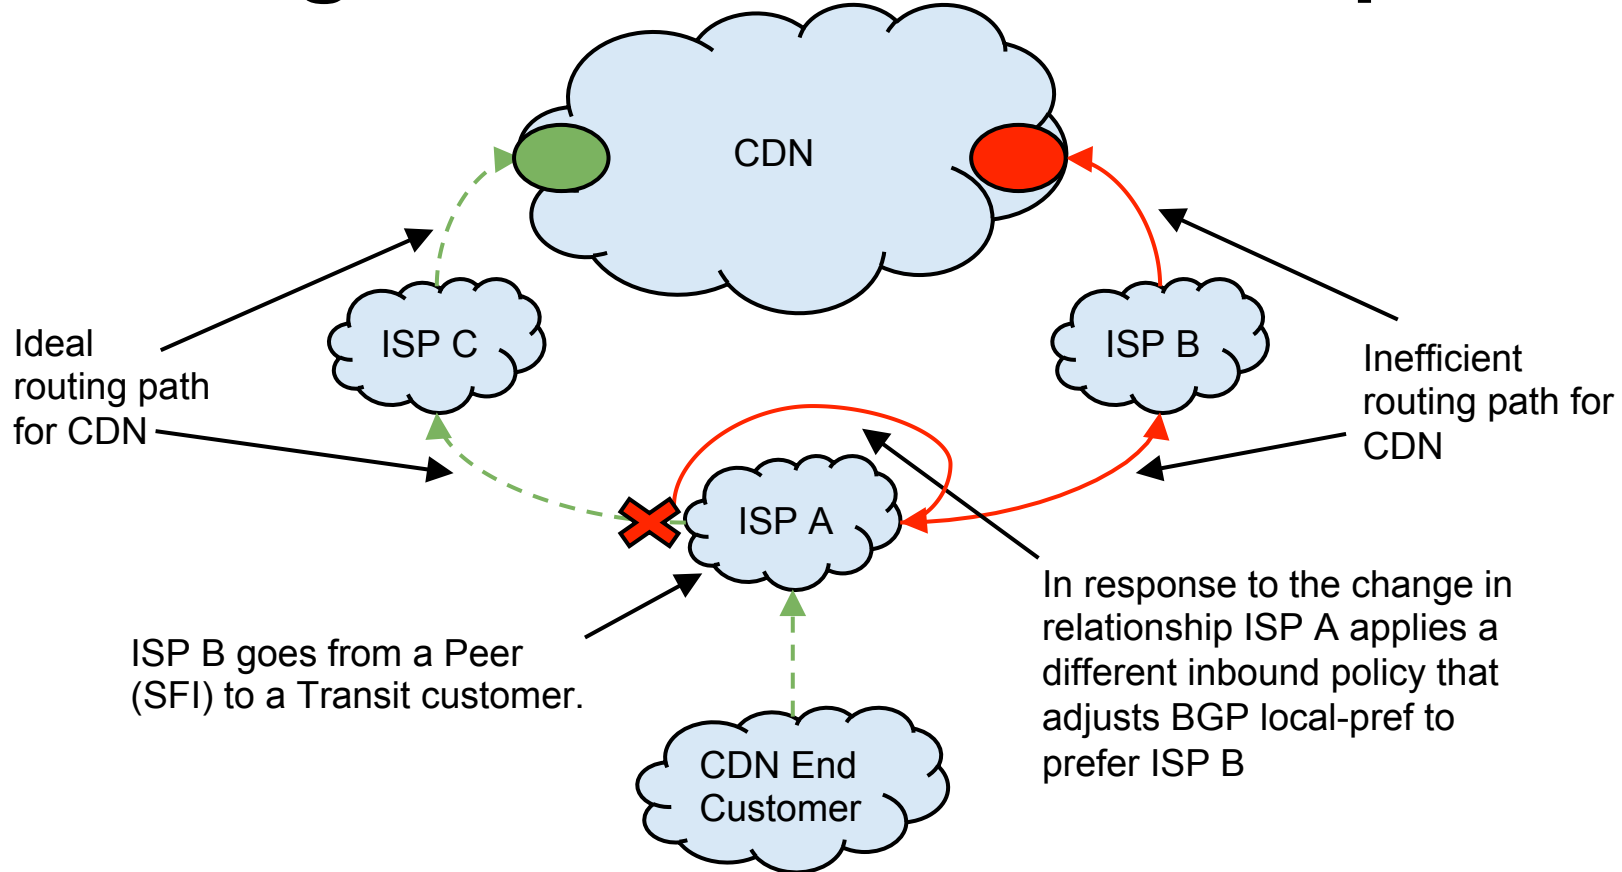 CDN
ISP C
ISP B
Ideal
routing path
for CDN
Inefficient
routing path for
CDN
ISP A
ISP B goes from a Peer
(SFI) to a Transit customer.
In response to the change in
relationship ISP A applies a
different inbound policy that
adjusts BGP local-pref to
prefer ISP B
CDN End
Customer